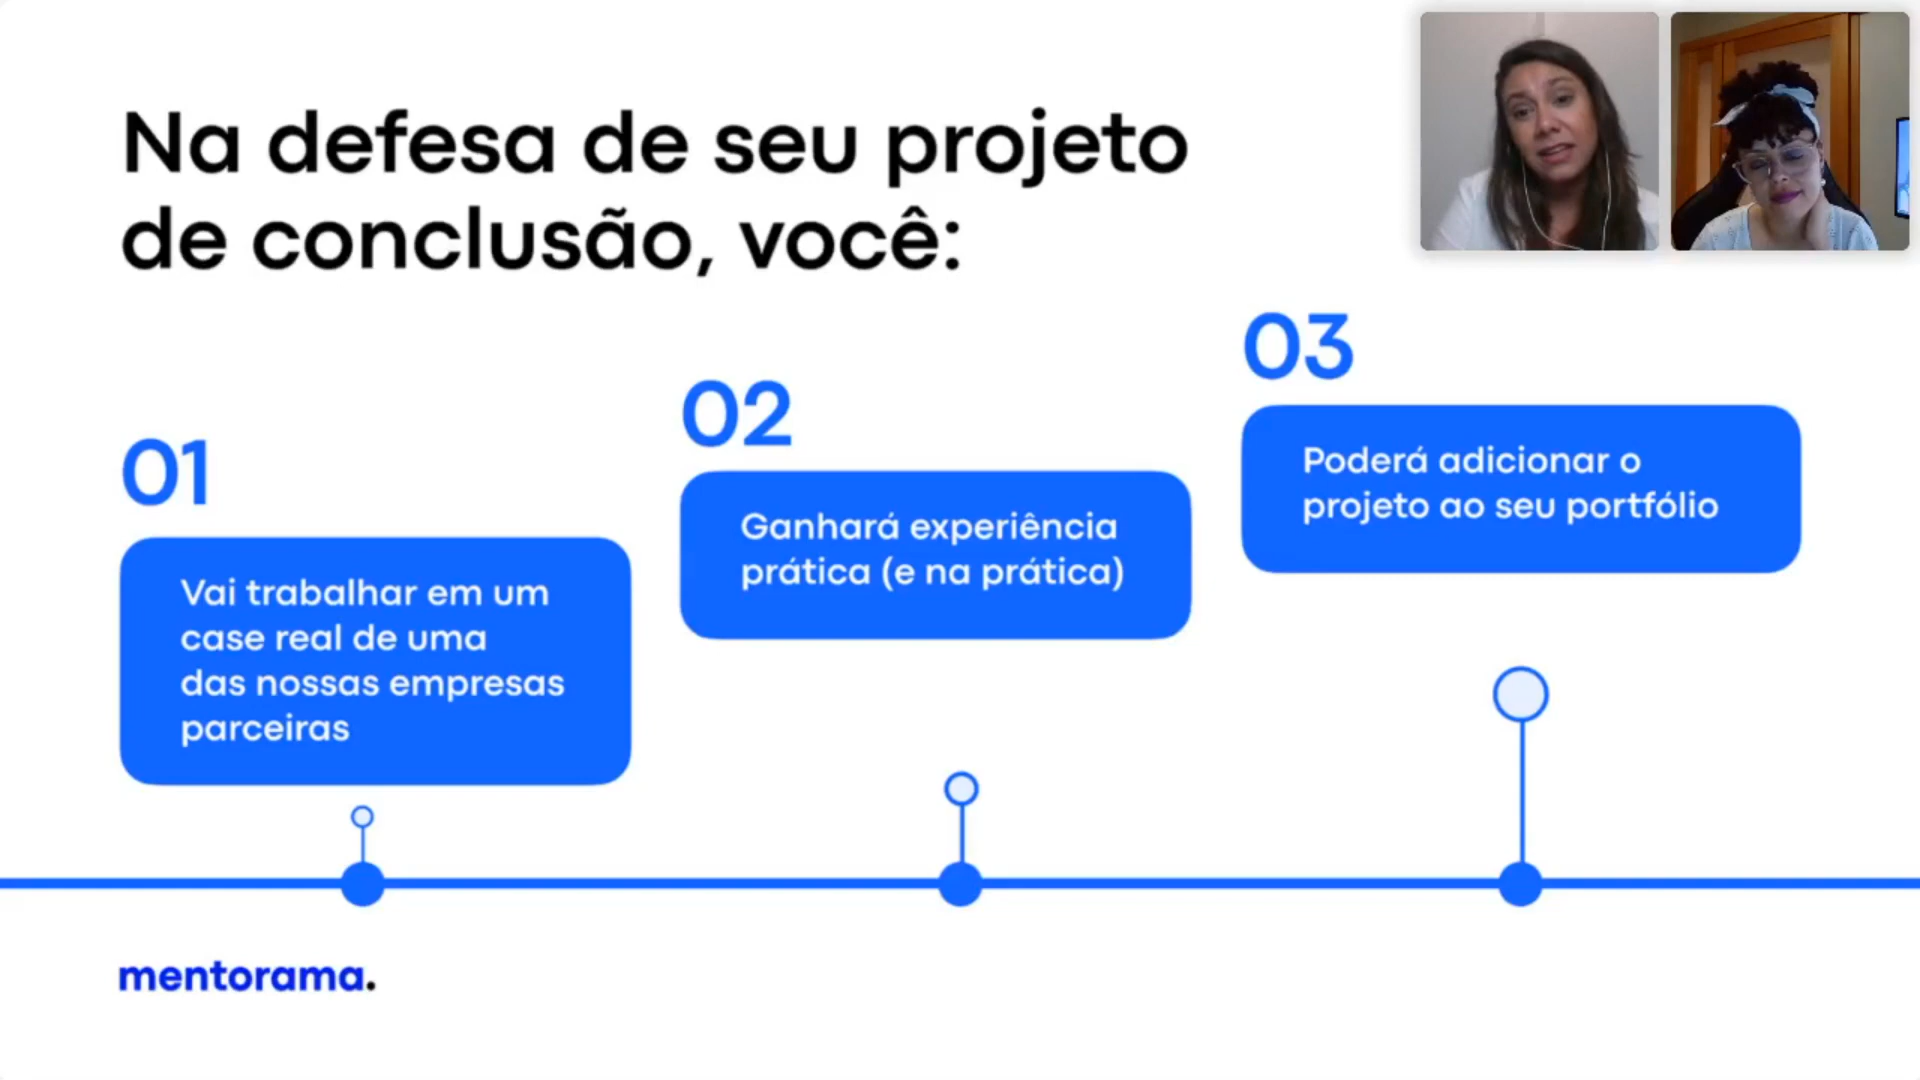 Na defesa de seu projeto
de conclusão, você:
01
Vai trabalhar em um
case real de uma
das nossas empresas
parceiras
02
Ganhará experiência
prática (e na prática)
03
Poderá adicionar o
projeto ao seu portfólio
mentorama.